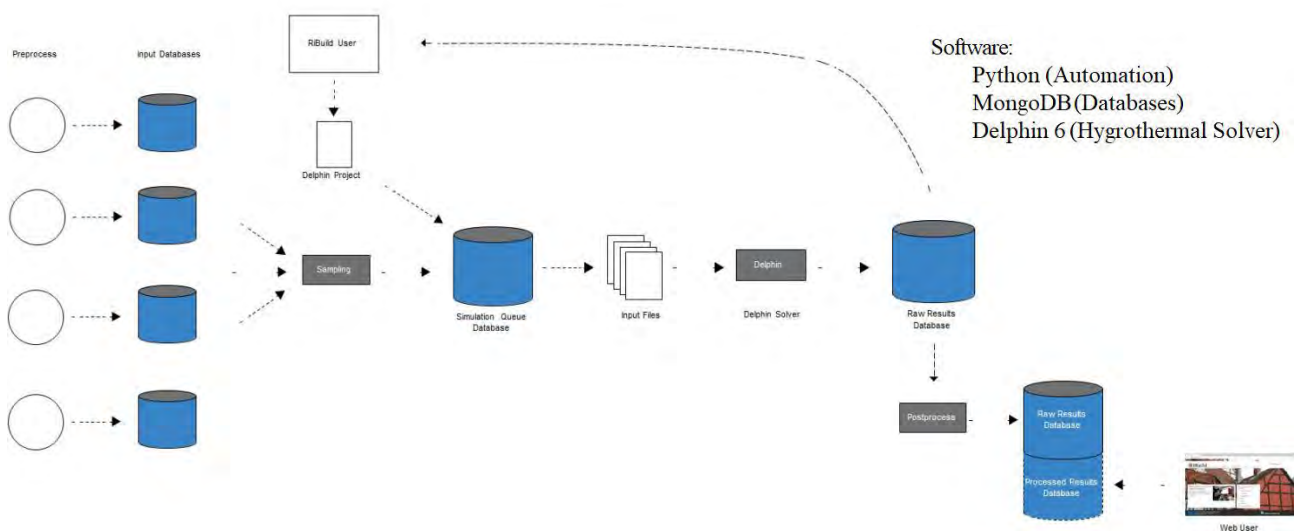 Preprocess
input Databases
RiBuild User
Software:
Python (Automation)
MongoDB (Databases)
Delphin 6 (Hygrothermal Solver)
Delphin Project
Sampling
Simulation Queue
Database
Input Files
Delphin
Delphin Solver
Raw Results
Database
Postprocess
Raw Results
Database
Processed Results
Database
Web User